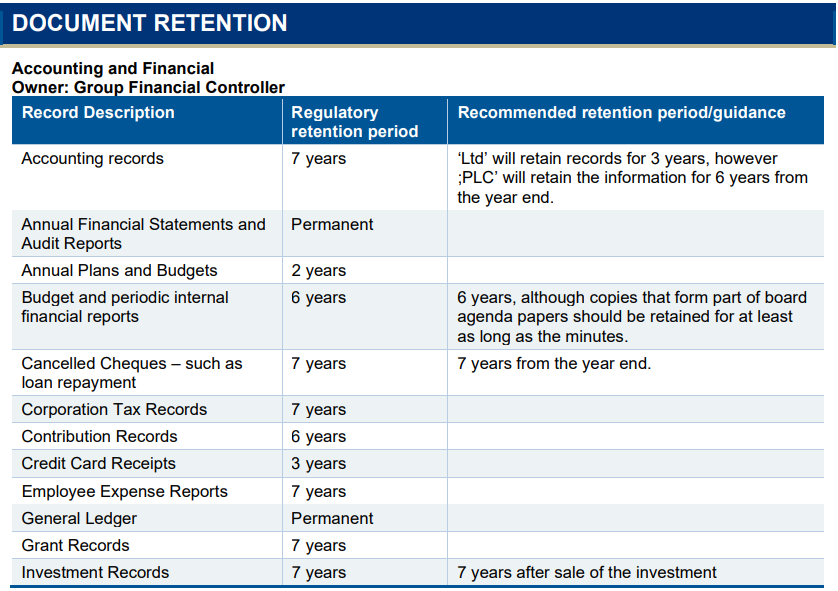 DOCUMENT RETENTION
Accounting and Financial
Owner: Group Financial Controller
Record Description
Regulatory
retention period
Recommended retention period/guidance
Accounting records
7 years
‘Ltd’ will retain records for 3 years, however
;PLC’ will retain the information for 6 years from
the year end.
Annual Financial Statements and
Audit Reports
Permanent
Annual Plans and Budgets
2 years
Budget and periodic internal
financial reports
6 years
6 years, although copies that form part of board
agenda papers should be retained for at least
as long as the minutes.
Cancelled Cheques – such as
loan repayment
7 years
7 years from the year end.
Corporation Tax Records
7 years
Contribution Records
6 years
Credit Card Receipts
3 years
Employee Expense Reports
7 years
General Ledger
Permanent
Grant Records
7 years
Investment Records
7 years
7 years after sale of the investment